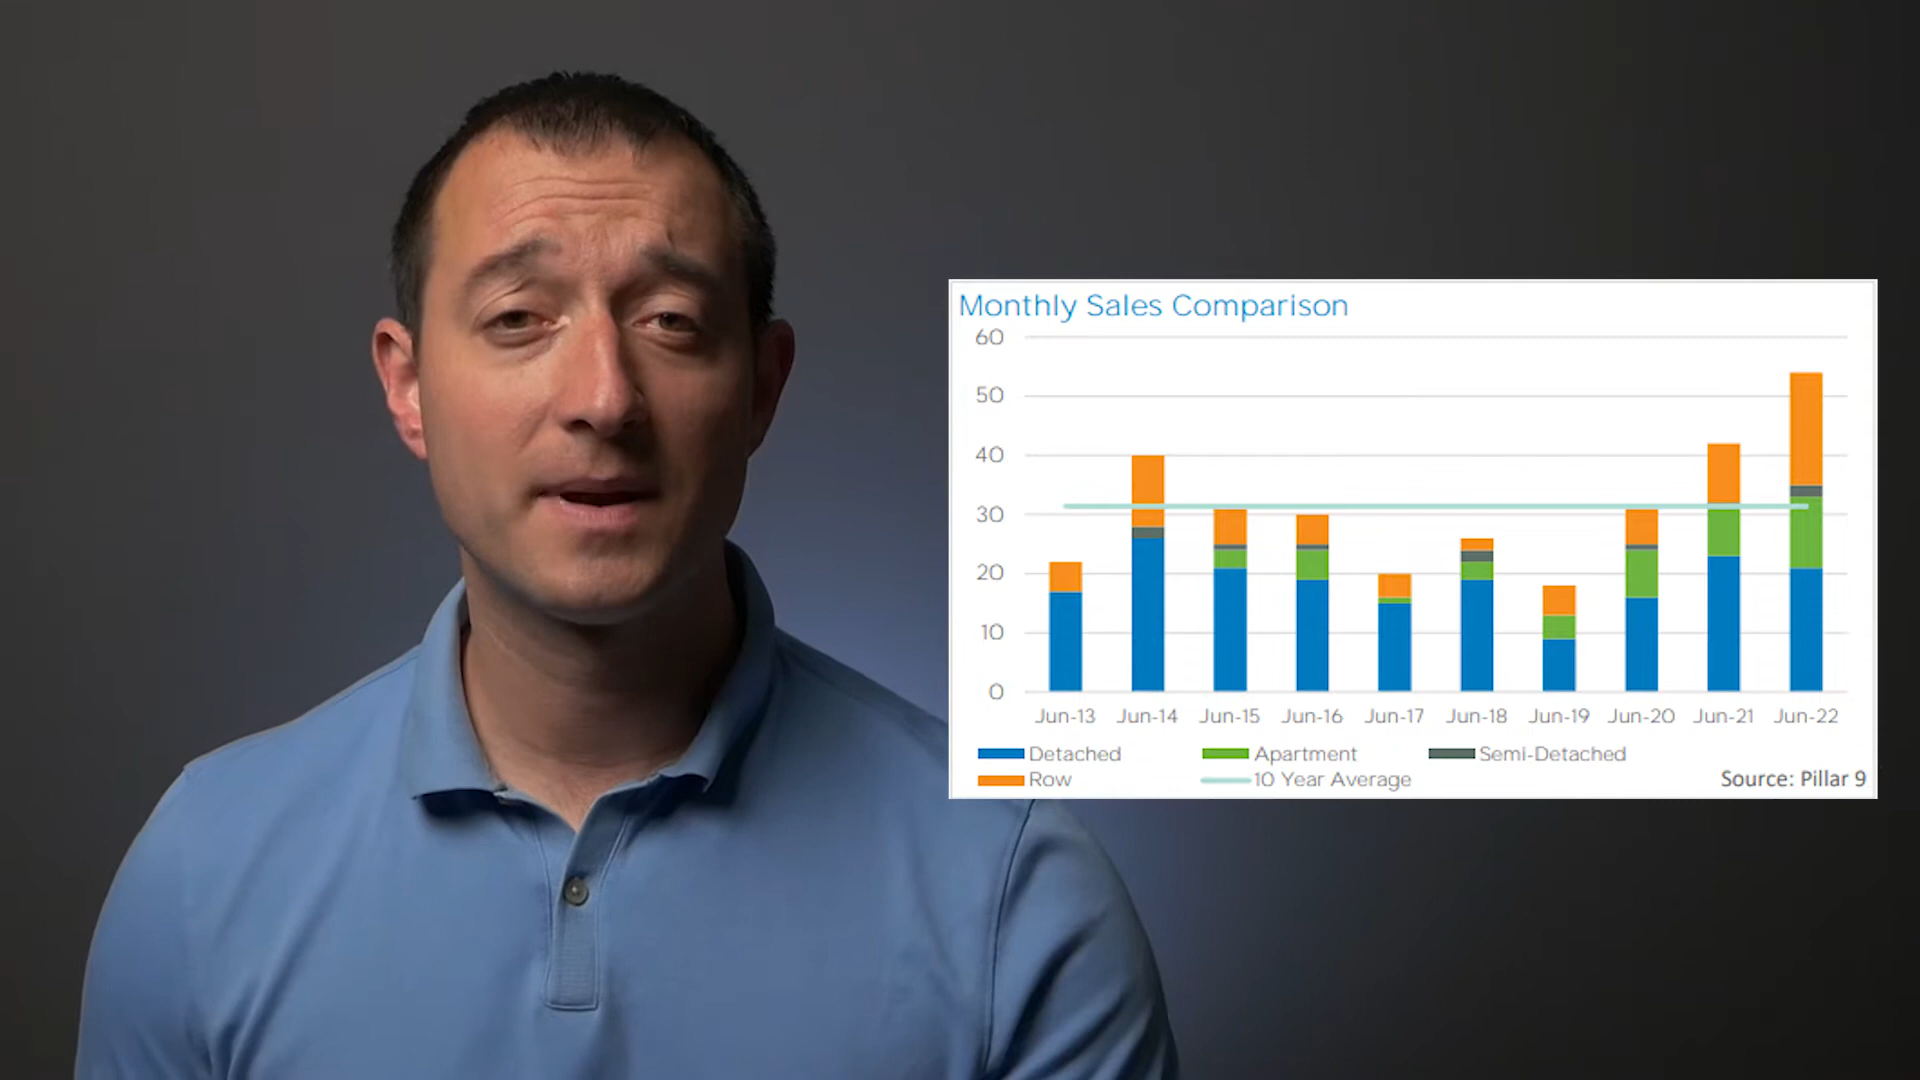 Monthly Sales Comparison
60
50
40
30
20
10
0
Jun-13 Jun-14 Jun-15 Jun-16 Jun-17 Jun-18 Jun-19 Jun-20 Jun-21 Jun-22
Detached Apartment Semi-Detached
Row 10 Year Average
Source: Pillar 9